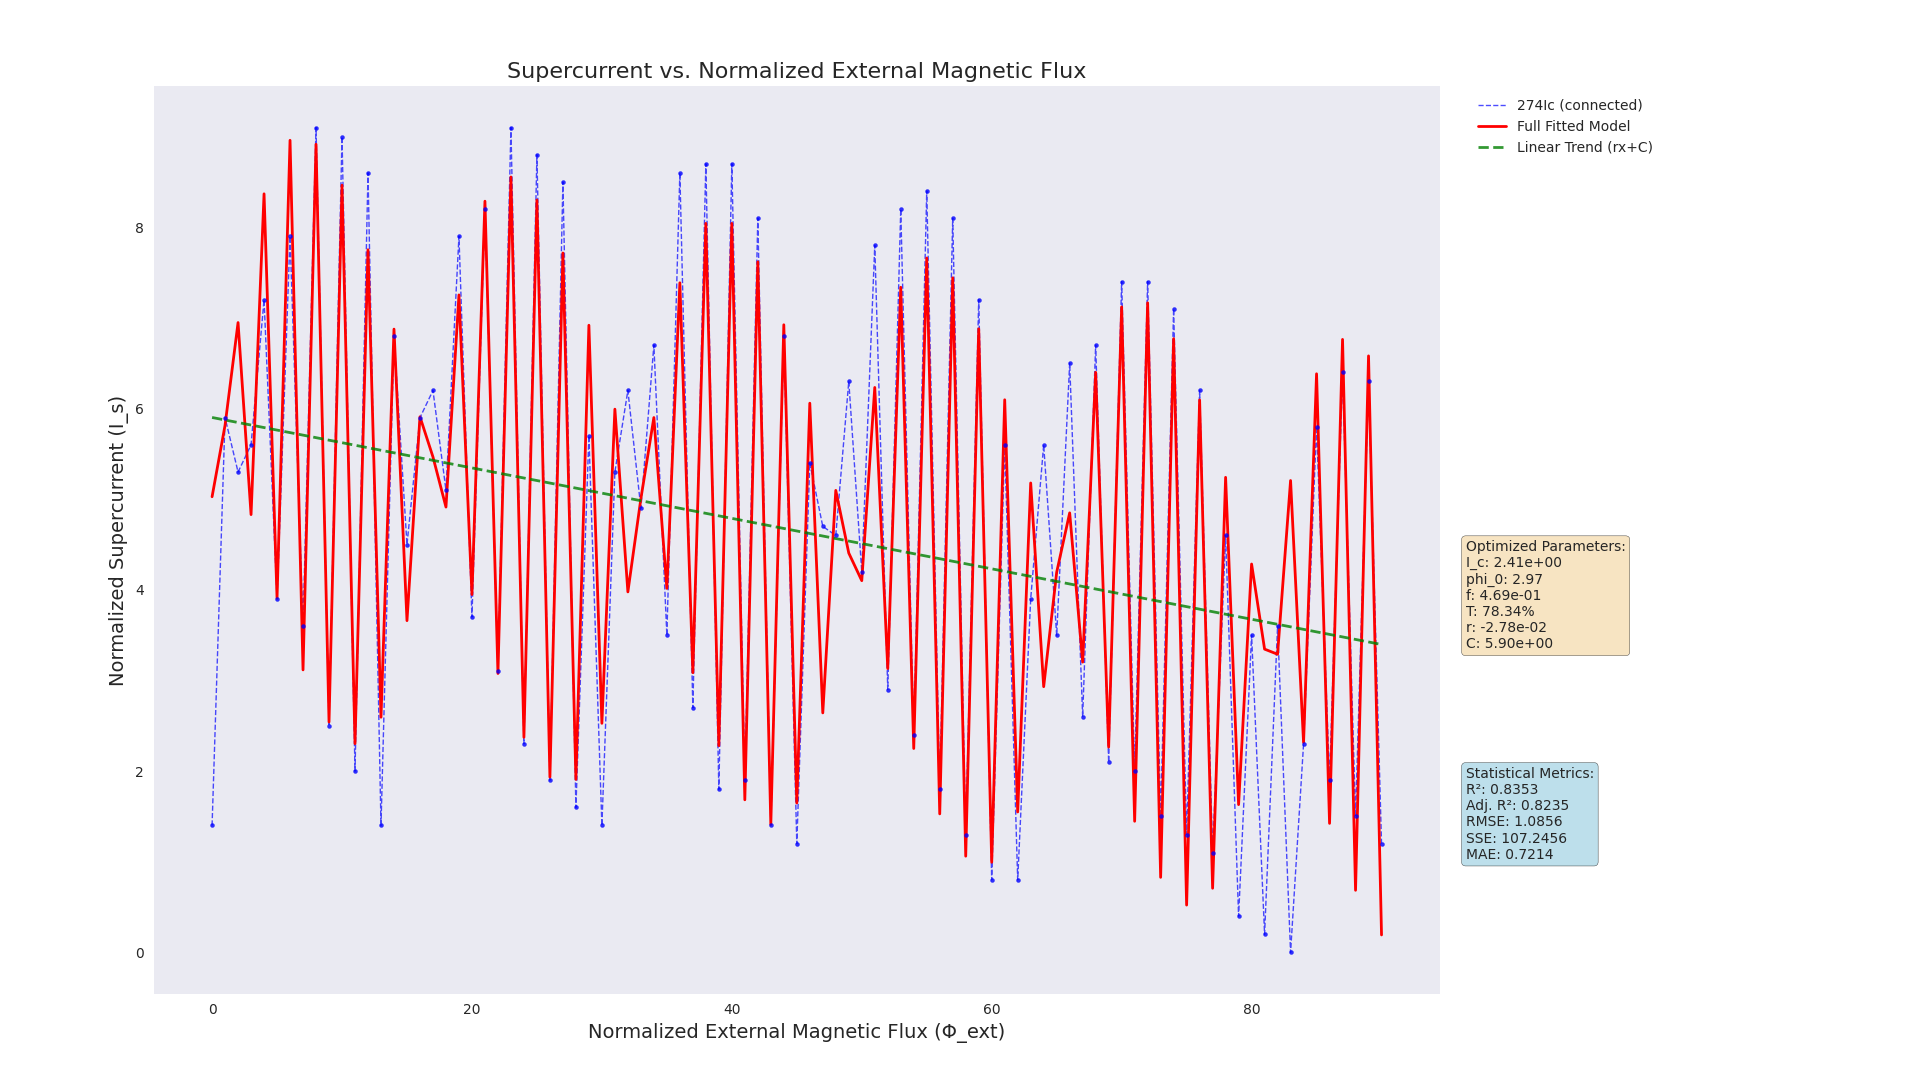 Supercurrent vs. Normalized External Magnetic Flux
Normalized Supercurrent (I_s)
8
6
4
2
0
0 20 40 60 80
Normalized External Magnetic Flux (Φ_ext)
274Ic (connected)
Full Fitted Model
Linear Trend (rx+C)
Optimized Parameters:
I_c: 2.41e+00
phi_0: 2.97
f: 4.69e-01
T: 78.34%
r: -2.78e-02
C: 5.90e+00
Statistical Metrics:
R²: 0.8353
Adj. R²: 0.8235
RMSE: 1.0856
SSE: 107.2456
MAE: 0.7214